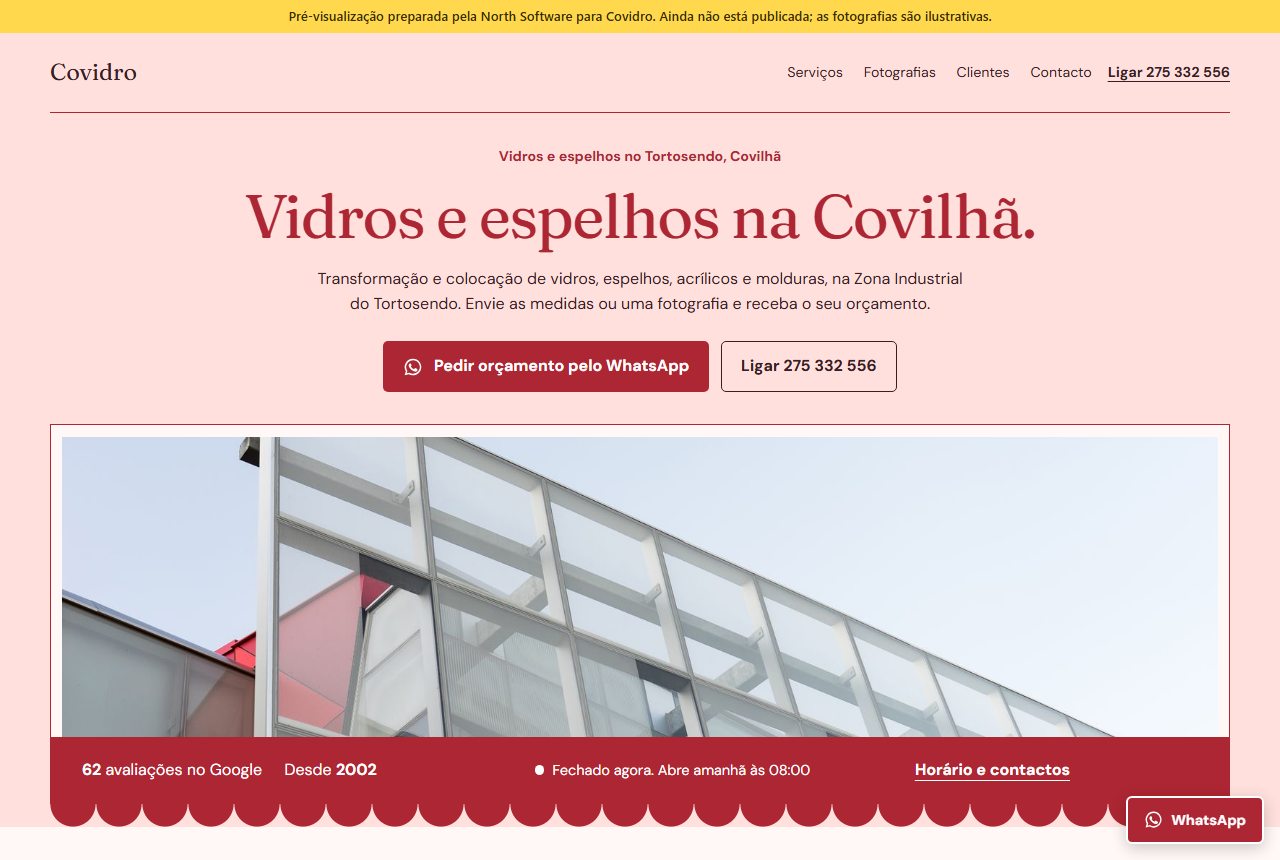 Pré-visualização preparada pela North Software para Covidro. Ainda não está publicada; as fotografias são ilustrativas.
Covidro
Serviços
Fotografias
Clientes
Contacto
Ligar 275 332 556
Vidros e espelhos no Tortosendo, Covilhã
Vidros e espelhos na Covilhã.
Transformação e colocação de vidros, espelhos, acrílicos e molduras, na Zona Industrial
do Tortosendo. Envie as medidas ou uma fotografia e receba o seu orçamento.
Pedir orçamento pelo WhatsApp
Ligar 275 332 556
62 avaliações no Google
Desde 2002
Fechado agora. Abre amanhã às 08:00
Horário e contactos
WhatsApp